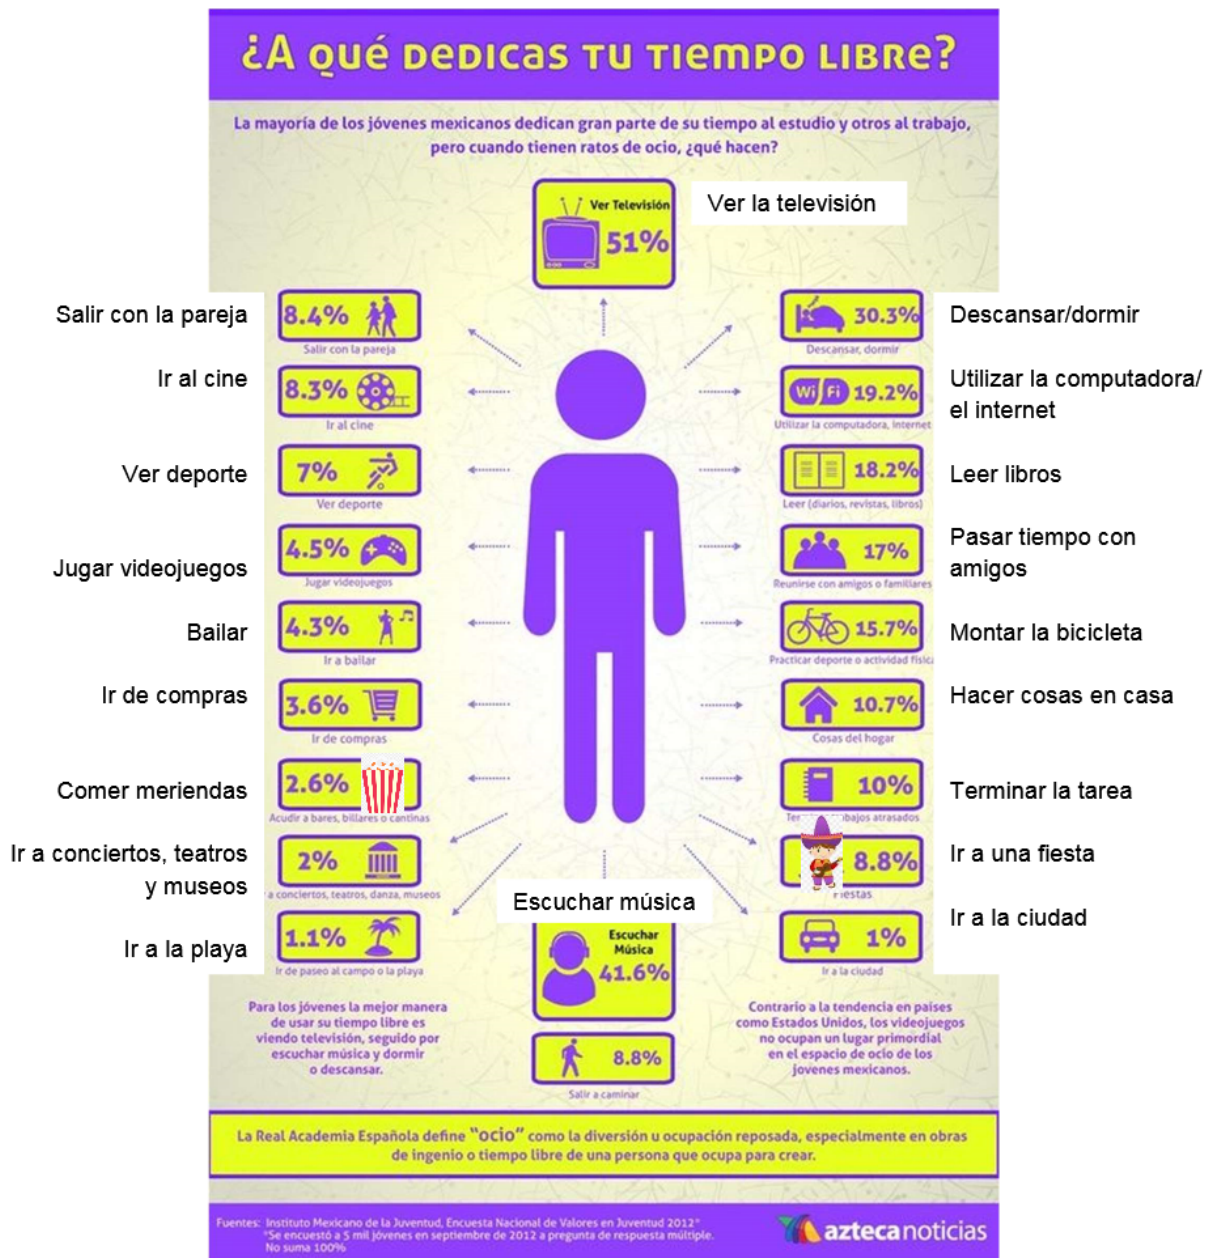 ¿A qué DEDICAS TU TIEMPO LIBRE?
La mayoría de los jóvenes mexicanos dedican gran parte de su tiempo al estudio y otros al trabajo,
pero cuando tienen ratos de ocio, ¿qué hacen?
Ver Televisión
51%
Ver la televisión
Salir con la pareja
8.4%
Salir con la pareja
Ir al cine
8.3%
Ir al cine
Ver deporte
7%
Ver deporte
Jugar videojuegos
4.5%
Jugar videojuegos
Bailar
4.3%
Ir a bailar
Ir de compras
3.6%
Ir de compras
Comer meriendas
2.6%
Acudir a bares, billares o cantinas
Ir a conciertos, teatros
y museos
2%
a conciertos, teatros, danza, museos
Ir a la playa
1.1%
Ir de paseo al campo o la playa
30.3%
Descansar, dormir
Descansar/dormir
Wi Fi 19.2%
Utilizar la computadora, internet
Utilizar la computadora/
el internet
18.2%
Leer (diarios, revistas, libros)
Leer libros
17%
Reunirse con amigos o familiares
Pasar tiempo con
amigos
15.7%
Practicar deporte o actividad física
Montar la bicicleta
10.7%
Cosas del hogar
Hacer cosas en casa
10%
atrasados
Terminar la tarea
8.8%
Fiestas
Ir a una fiesta
1%
Ir a la ciudad
Ir a la ciudad
Escuchar música
Escuchar
Música
41.6%
8.8%
Salir a caminar
Para los jóvenes la mejor manera
de usar su tiempo libre es
viendo televisión, seguido por
escuchar música y dormir
o descansar.
Contrario a la tendencia en países
como Estados Unidos, los videojuegos
no ocupan un lugar primordial
en el espacio de ocio de los
jovenes mexicanos.
La Real Academia Española define "ocio" como la diversión u ocupación reposada, especialmente en obras
de ingenio o tiempo libre de una persona que ocupa para crear.
Fuentes: Instituto Mexicano de la Juventud, Encuesta Nacional de Valores en Juventud 2012*
*Se encuestó a 5 mil jóvenes en septiembre de 2012 a pregunta de respuesta múltiple.
No suma 100%
azteca noticias